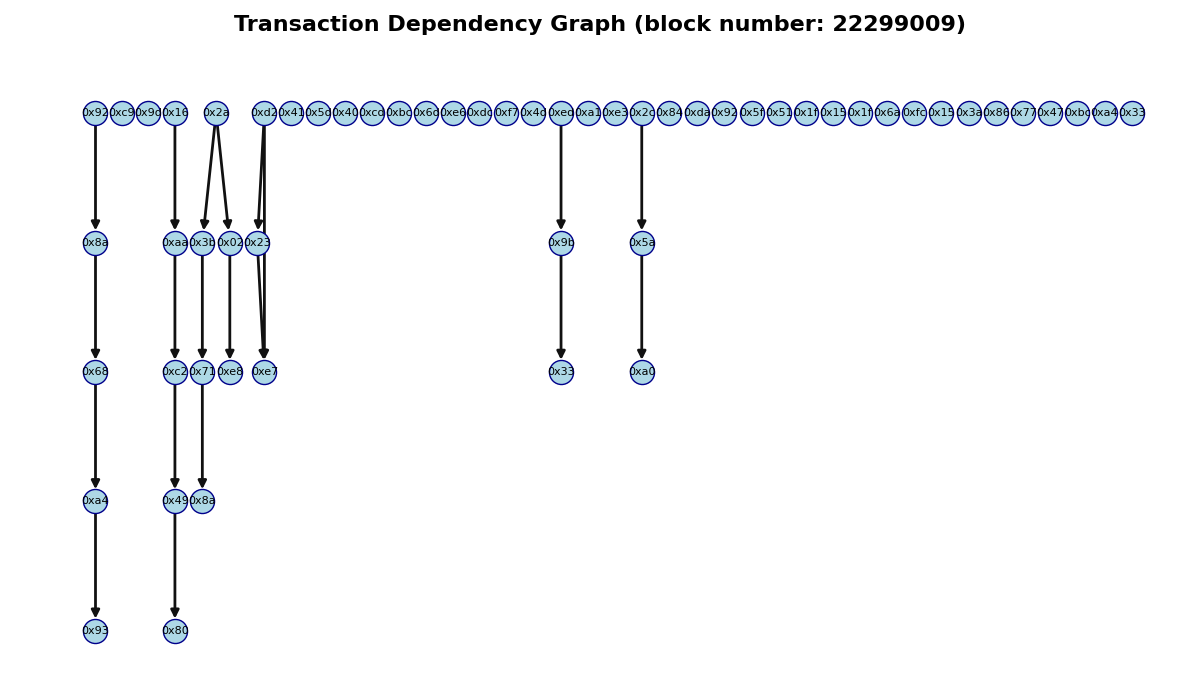 Transaction Dependency Graph (block number: 22299009)
0x92 0xc9 0x9d 0x16 0x2a 0xd2 0x41 0x5c 0x40 0xce 0xbc 0x6d 0xe6 0xdc 0xf7 0x4d 0xed 0xa1 0xe3 0x2c 0x84 0xda 0x92 0x5f 0x51 0x1f 0x15 0x1f 0x6a 0xfc 0x15 0x3a 0x86 0x77 0x47 0xbc 0xa4 0x33
0x8a 0xaa 0x3b 0x02 0x23 0x9b 0x5a
0x68 0xc2 0x71 0xe8 0xe7 0x33 0xa0
0xa4 0x49 0x8a
0x93 0x80